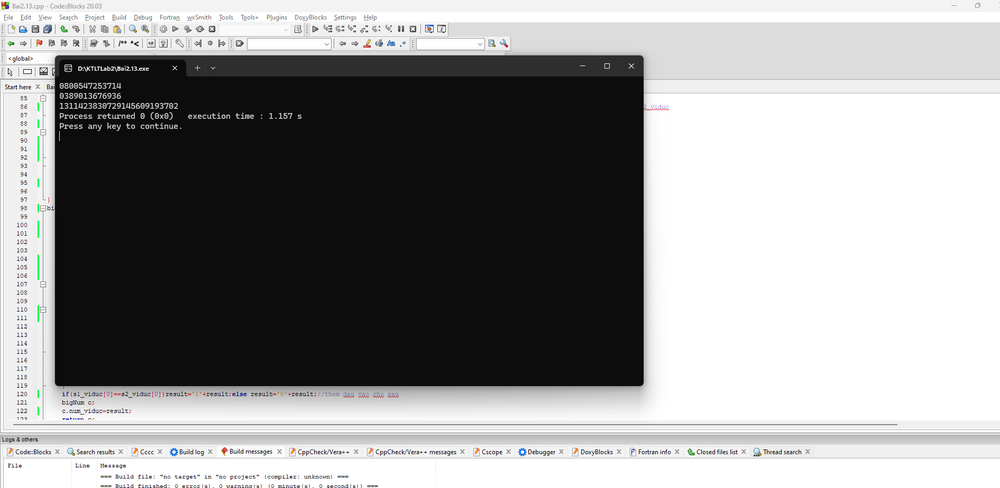 Bai2.13.cpp - Code::Blocks 20.03
File Edit View Search Project Build Debug Fortran wxSmith Tools Tools+ Plugins DoxyBlocks Settings Help
/** *<
<global>
D:\KTLTLab2\Bai2.13.exe
Start here Bai
0800547253714
0389013676936
1311423830729145609193702
Process returned 0 (0x0)   execution time : 1.157 s
Press any key to continue.
85
86 2_viduc
87
88
89
90
91
92
93
94
95
96
97 }
98 bi
99
100
101
102
103
104
105
106
107
108
109
110
111
112
113
114
115
116
117
118
119 }
120 if(s1_viduc[0]==s2_viduc[0])result='1'+result;else result='0'+result;//them dau vao cho xau
121 bigNum c;
122 c.num_viduc=result;
123 return c;
Logs & others
Code::Blocks Search results Cccc Build log Build messages CppCheck/Vera++ CppCheck/Vera++ messages Cscope Debugger DoxyBlocks Fortran info Closed files list Thread search
File Line Message
=== Build file: "no target" in "no project" (compiler: unknown) ===
=== Build finished: 0 error(s), 0 warning(s) (0 minute(s), 0 second(s)) ===